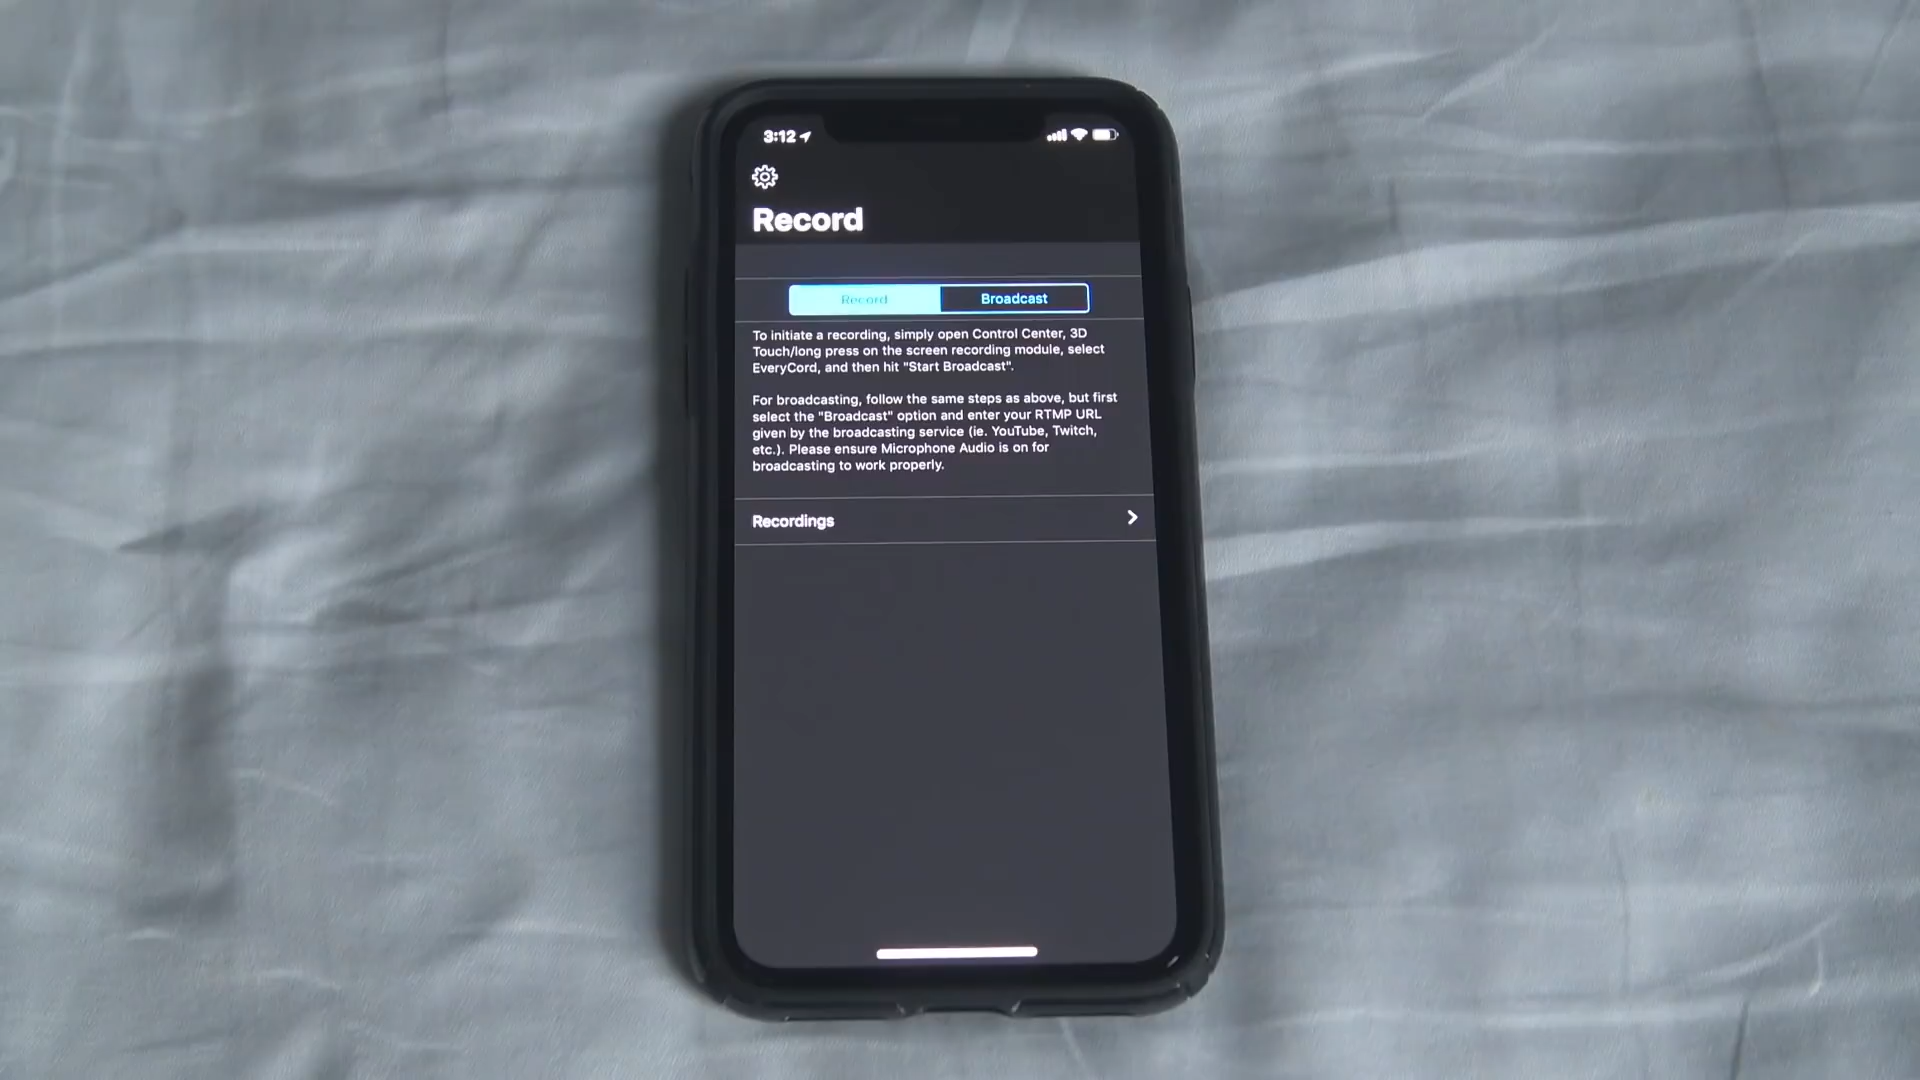 3:12
Record
Record Broadcast
To initiate a recording, simply open Control Center, 3D
Touch/long press on the screen recording module, select
EveryCord, and then hit "Start Broadcast".
For broadcasting, follow the same steps as above, but first
select the "Broadcast" option and enter your RTMP URL
given by the broadcasting service (ie. YouTube, Twitch,
etc.). Please ensure Microphone Audio is on for
broadcasting to work properly.
Recordings